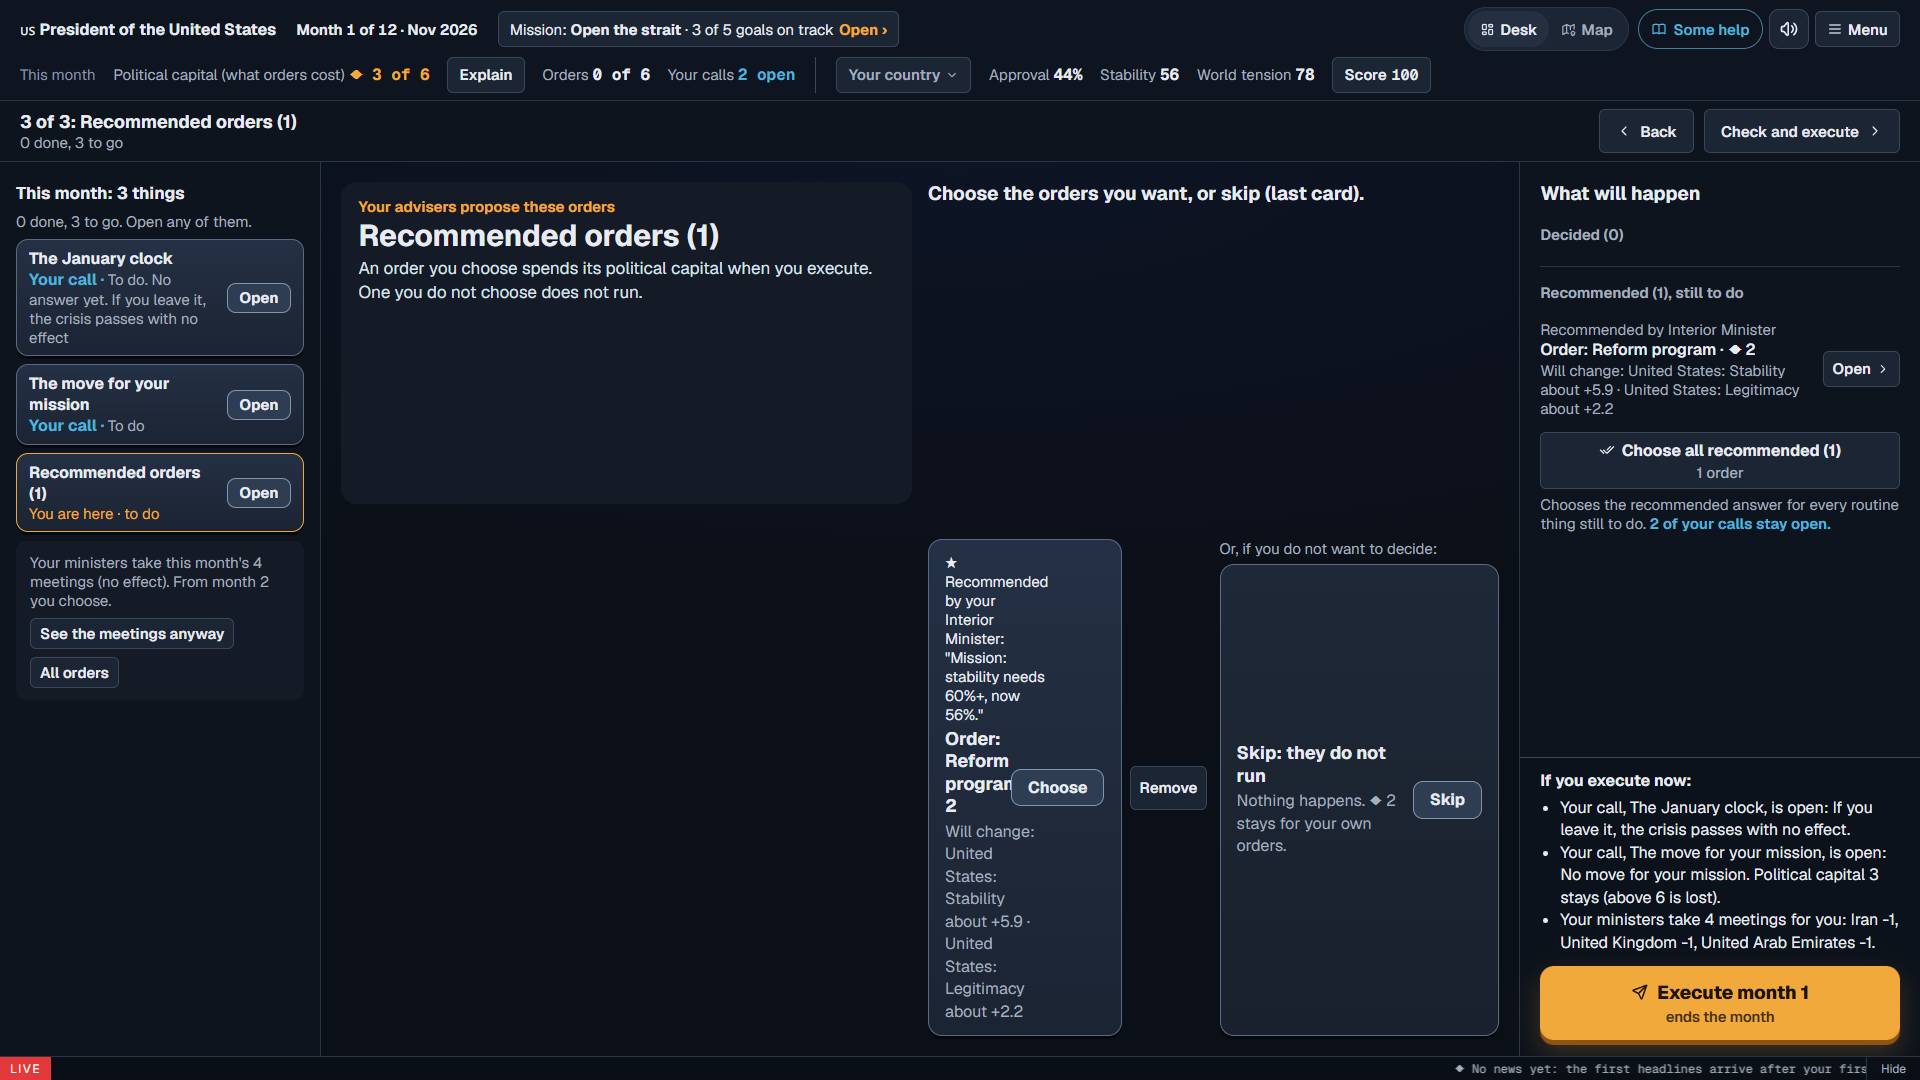 US President of the United States
Month 1 of 12 · Nov 2026
Mission: Open the strait · 3 of 5 goals on track Open ›
Desk
Map
Some help
Menu
This month
Political capital (what orders cost) ◆ 3 of 6
Explain
Orders 0 of 6
Your calls 2 open
Your country
Approval 44%
Stability 56
World tension 78
Score 100
3 of 3: Recommended orders (1)
0 done, 3 to go
Back
Check and execute
This month: 3 things
0 done, 3 to go. Open any of them.
The January clock
Your call · To do. No
answer yet. If you leave it,
the crisis passes with no
effect
Open
The move for your
mission
Your call · To do
Open
Recommended orders
(1)
You are here · to do
Open
Your ministers take this month's 4
meetings (no effect). From month 2
you choose.
See the meetings anyway
All orders
Your advisers propose these orders
Recommended orders (1)
An order you choose spends its political capital when you execute.
One you do not choose does not run.
Choose the orders you want, or skip (last card).
★
Recommended
by your
Interior
Minister:
"Mission:
stability needs
60%+, now
56%."
Order:
Reform
program
2
Choose
Will change:
United
States:
Stability
about +5.9 ·
United
States:
Legitimacy
about +2.2
Remove
Or, if you do not want to decide:
Skip: they do not
run
Nothing happens. ◆ 2
stays for your own
orders.
Skip
What will happen
Decided (0)
Recommended (1), still to do
Recommended by Interior Minister
Order: Reform program · ◆ 2
Will change: United States: Stability
about +5.9 · United States: Legitimacy
about +2.2
Open
Choose all recommended (1)
1 order
Chooses the recommended answer for every routine
thing still to do. 2 of your calls stay open.
If you execute now:
• Your call, The January clock, is open: If you
leave it, the crisis passes with no effect.
• Your call, The move for your mission, is open:
No move for your mission. Political capital 3
stays (above 6 is lost).
• Your ministers take 4 meetings for you: Iran -1,
United Kingdom -1, United Arab Emirates -1.
Execute month 1
ends the month
LIVE
◆ No news yet: the first headlines arrive after your firs
Hide